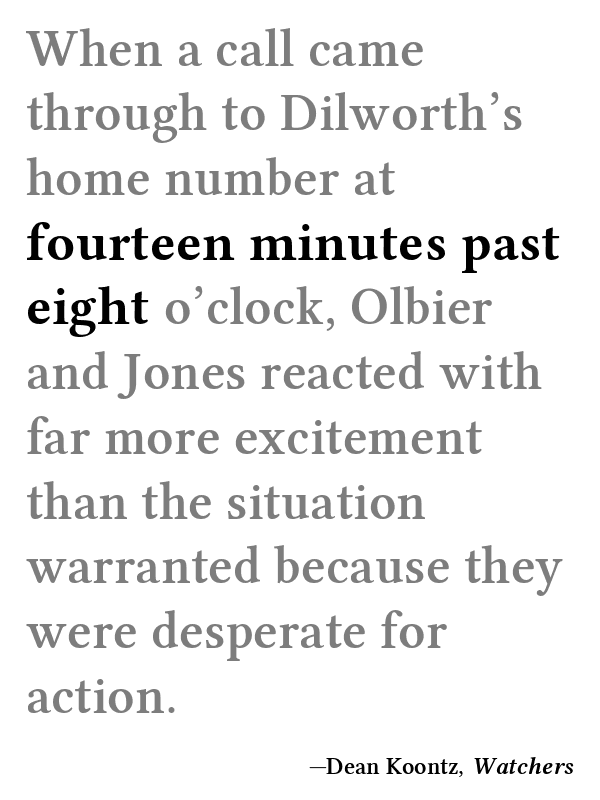 When a call came
through to Dilworth’s
home number at
fourteen minutes past
eight o’clock, Olbier
and Jones reacted with
far more excitement
than the situation
warranted because they
were desperate for
action.
—Dean Koontz, Watchers